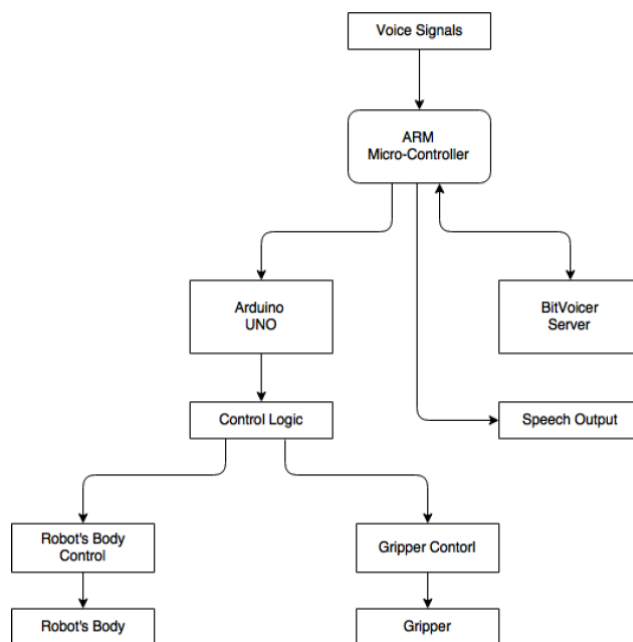 Voice Signals
ARM
Micro-Controller
Arduino
UNO
BitVoicer
Server
Control Logic
Speech Output
Robot's Body
Control
Gripper Contorl
Robot's Body
Gripper